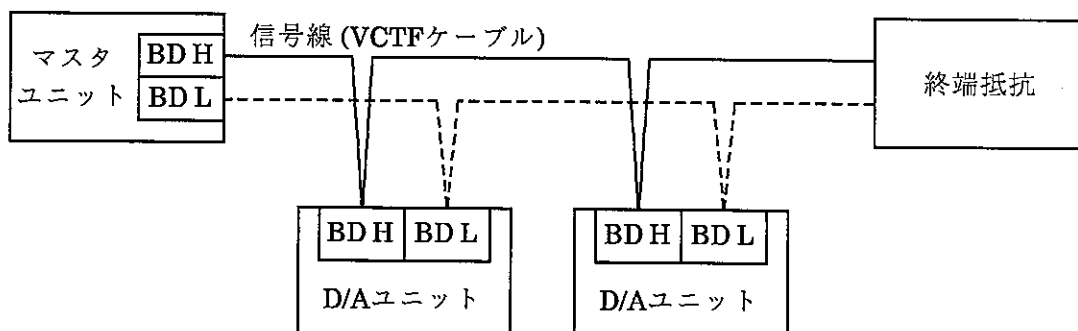 信号線 (VCTFケーブル)
マスタ
ユニット
BD H
BD L
終端抵抗
BD H
BD L
D/Aユニット
BD H
BD L
D/Aユニット